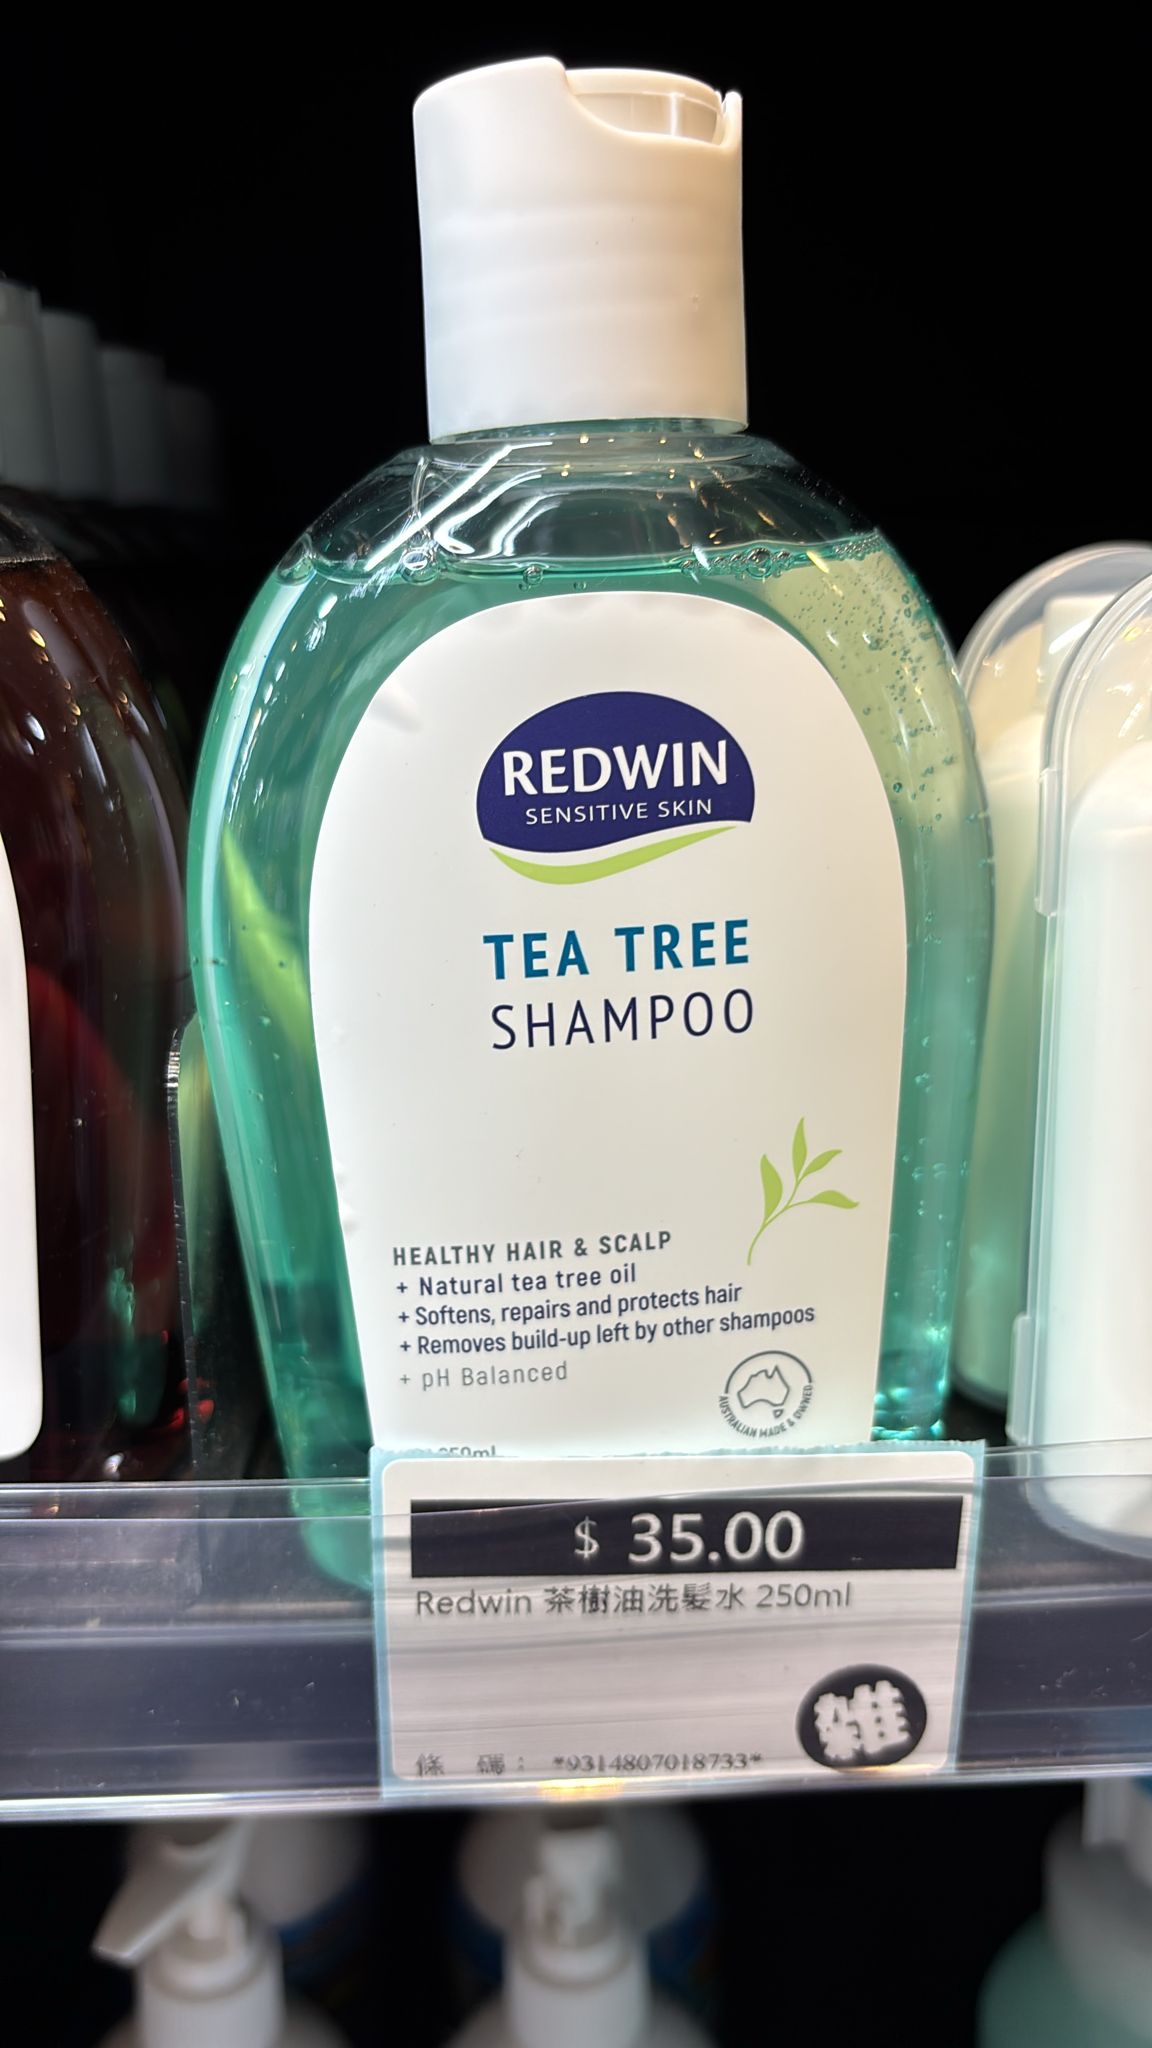 REDWIN
SENSITIVE SKIN
TEA TREE
SHAMPOO
HEALTHY HAIR & SCALP
+ Natural tea tree oil
+ Softens, repairs and protects hair
+ Removes build-up left by other shampoos
+ pH Balanced
AUSTRALIAN MADE & OWNED
250ml
$ 35.00
Redwin 茶樹油洗髮水 250ml
雜
條 碼 : *9314807018733*